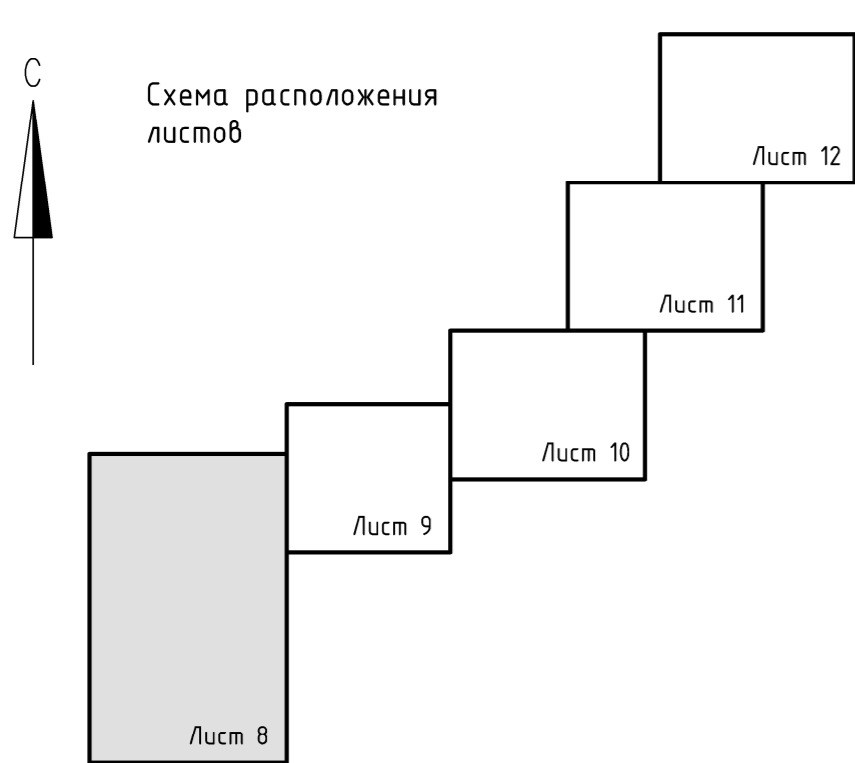 С
Схема расположения
листов
Лист 12
Лист 11
Лист 10
Лист 9
Лист 8